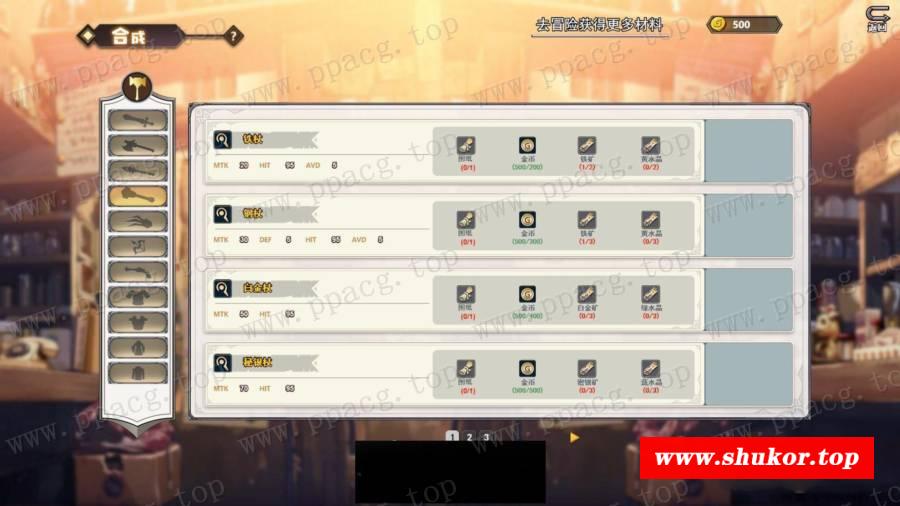 合成
?
去冒险获得更多材料
500
返回
铁杖
MTK 20 HIT 95 AVD 5
图纸 金币 铁矿 黄水晶
(0/1) (500/200) (1/2) (0/2)
钢杖
MTK 30 DEF 5 HIT 95 AVD 5
图纸 金币 铁矿 黄水晶
(0/1) (500/300) (1/3) (0/3)
白金杖
MTK 50 HIT 95
图纸 金币 白金矿 绿水晶
(0/1) (500/400) (0/3) (0/3)
秘银杖
MTK 70 HIT 95
图纸 金币 密银矿 蓝水晶
(0/1) (500/500) (0/3) (0/3)
1 2 3
www.shukor.top
www.ppacg.top